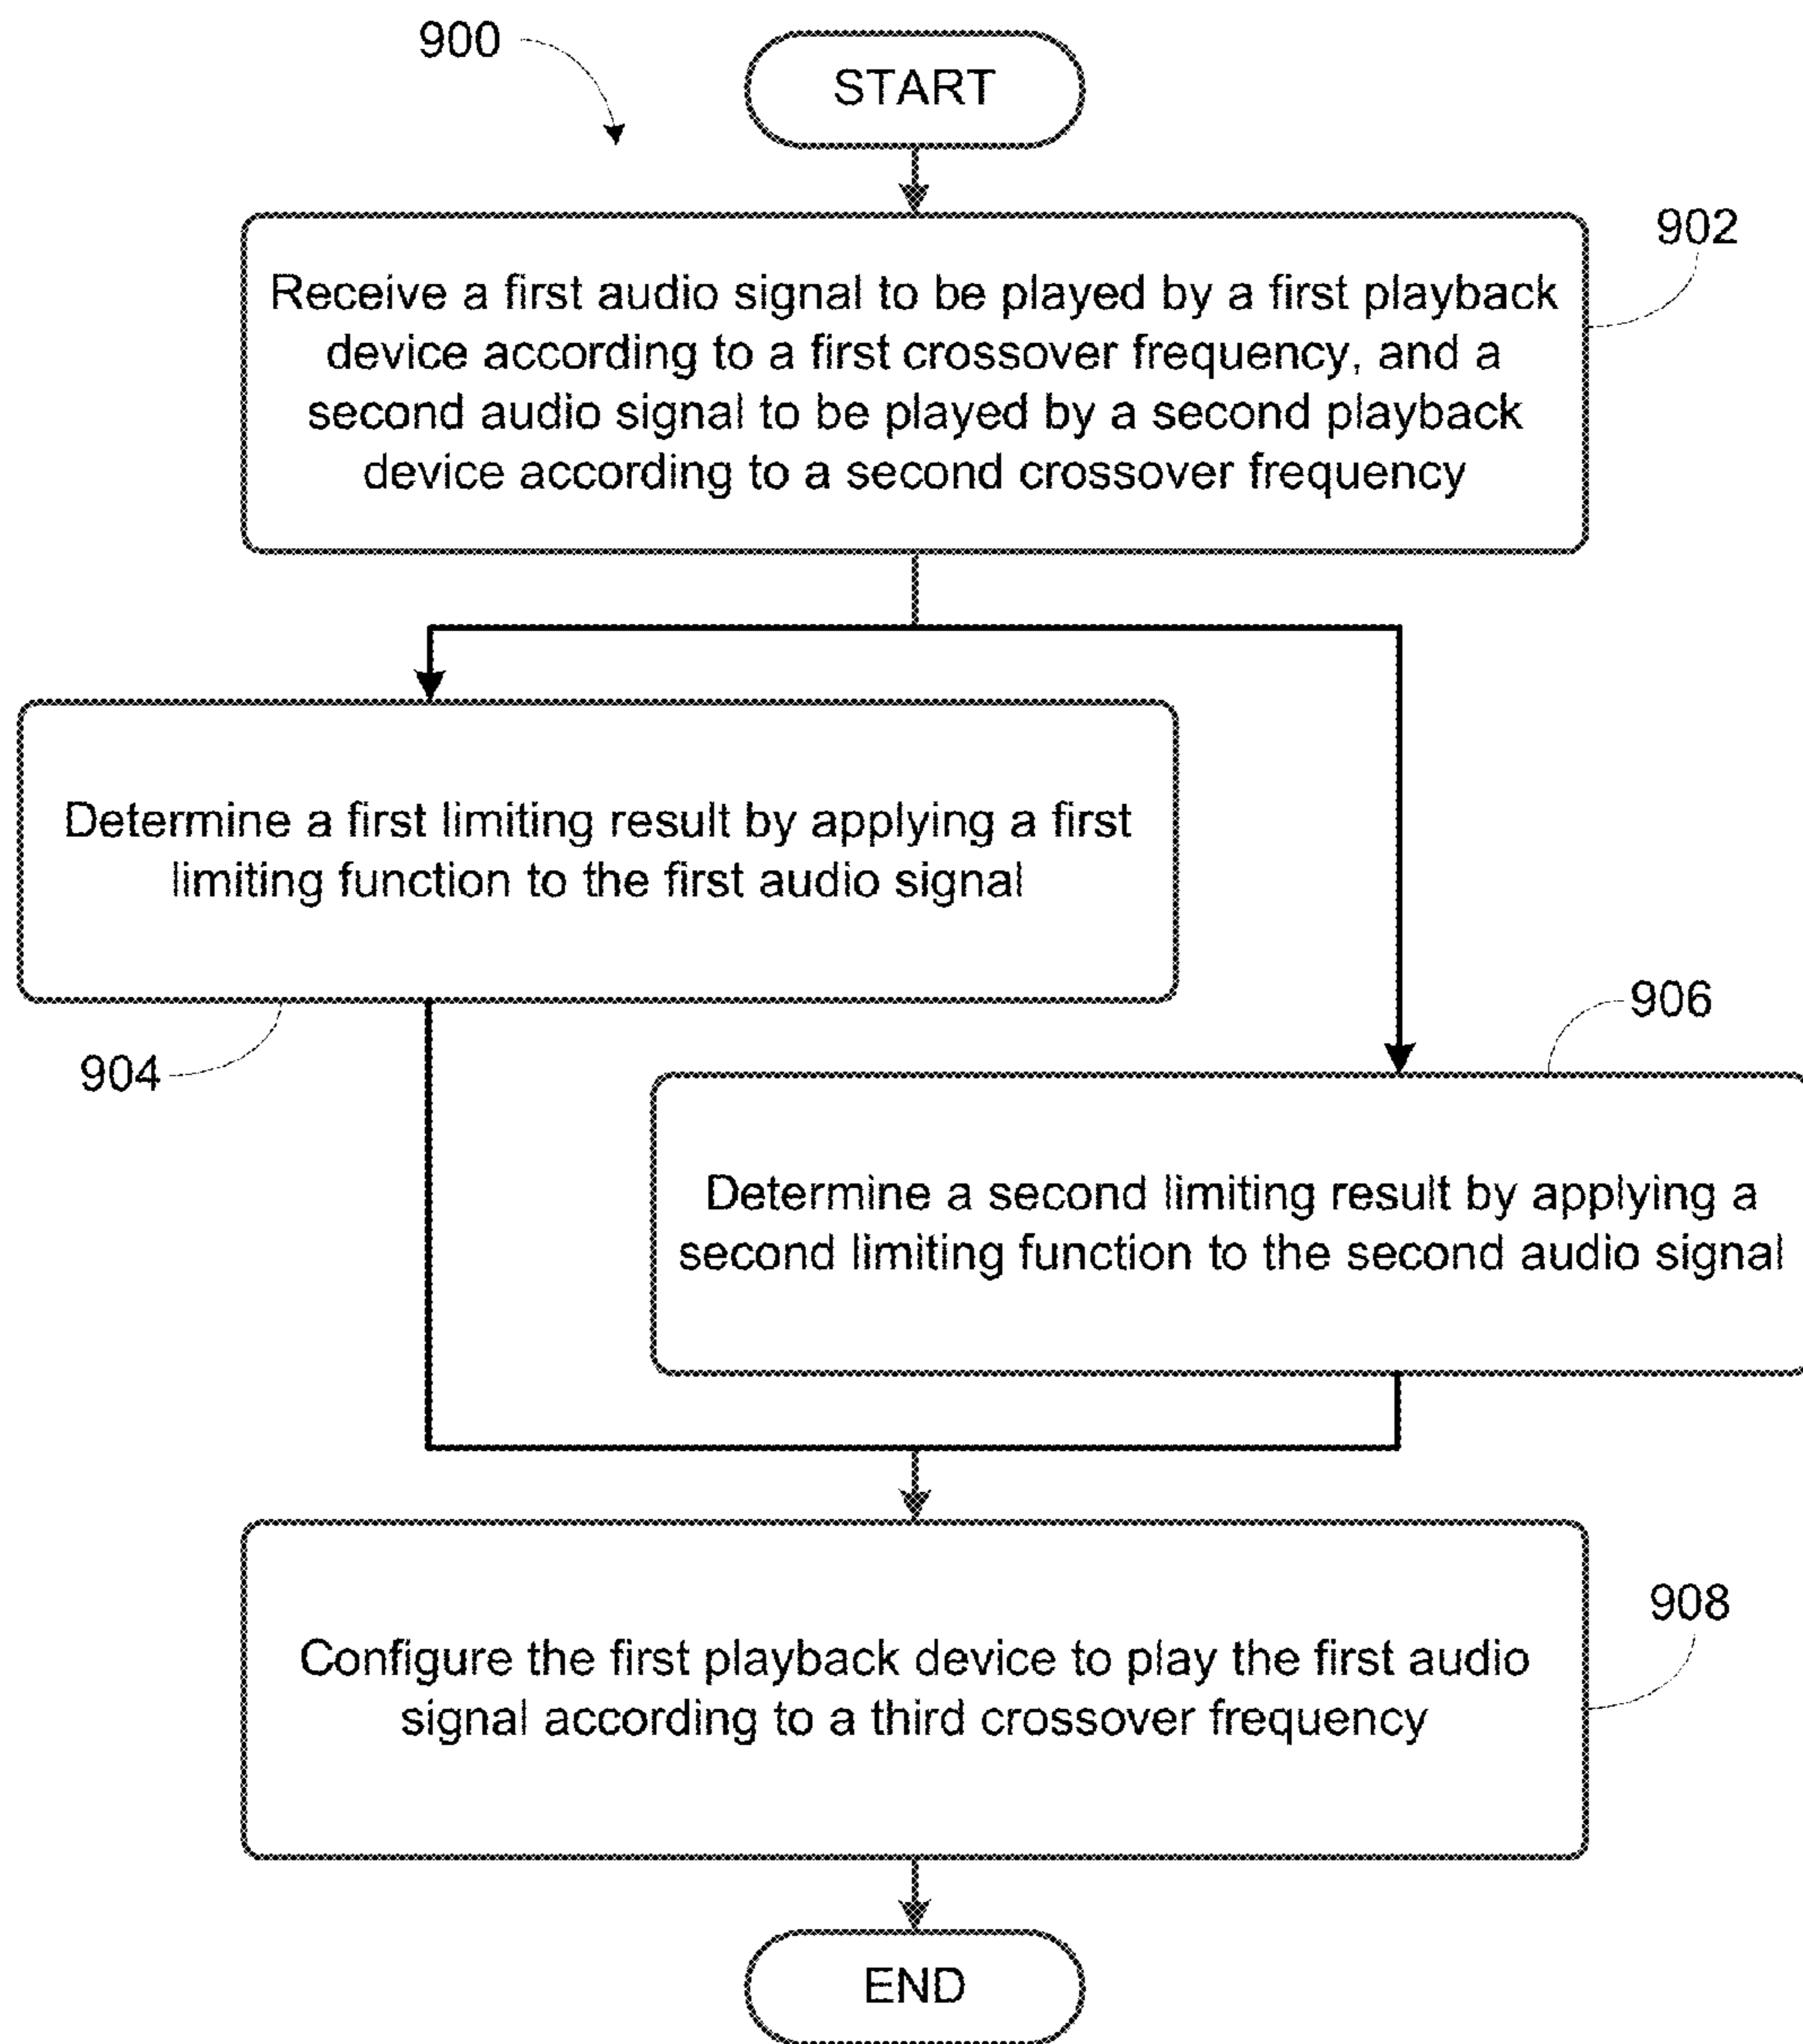 900
START
902
Receive a first audio signal to be played by a first playback
device according to a first crossover frequency, and a
second audio signal to be played by a second playback
device according to a second crossover frequency
Determine a first limiting result by applying a first
limiting function to the first audio signal
904
906
Determine a second limiting result by applying a
second limiting function to the second audio signal
908
Configure the first playback device to play the first audio
signal according to a third crossover frequency
END